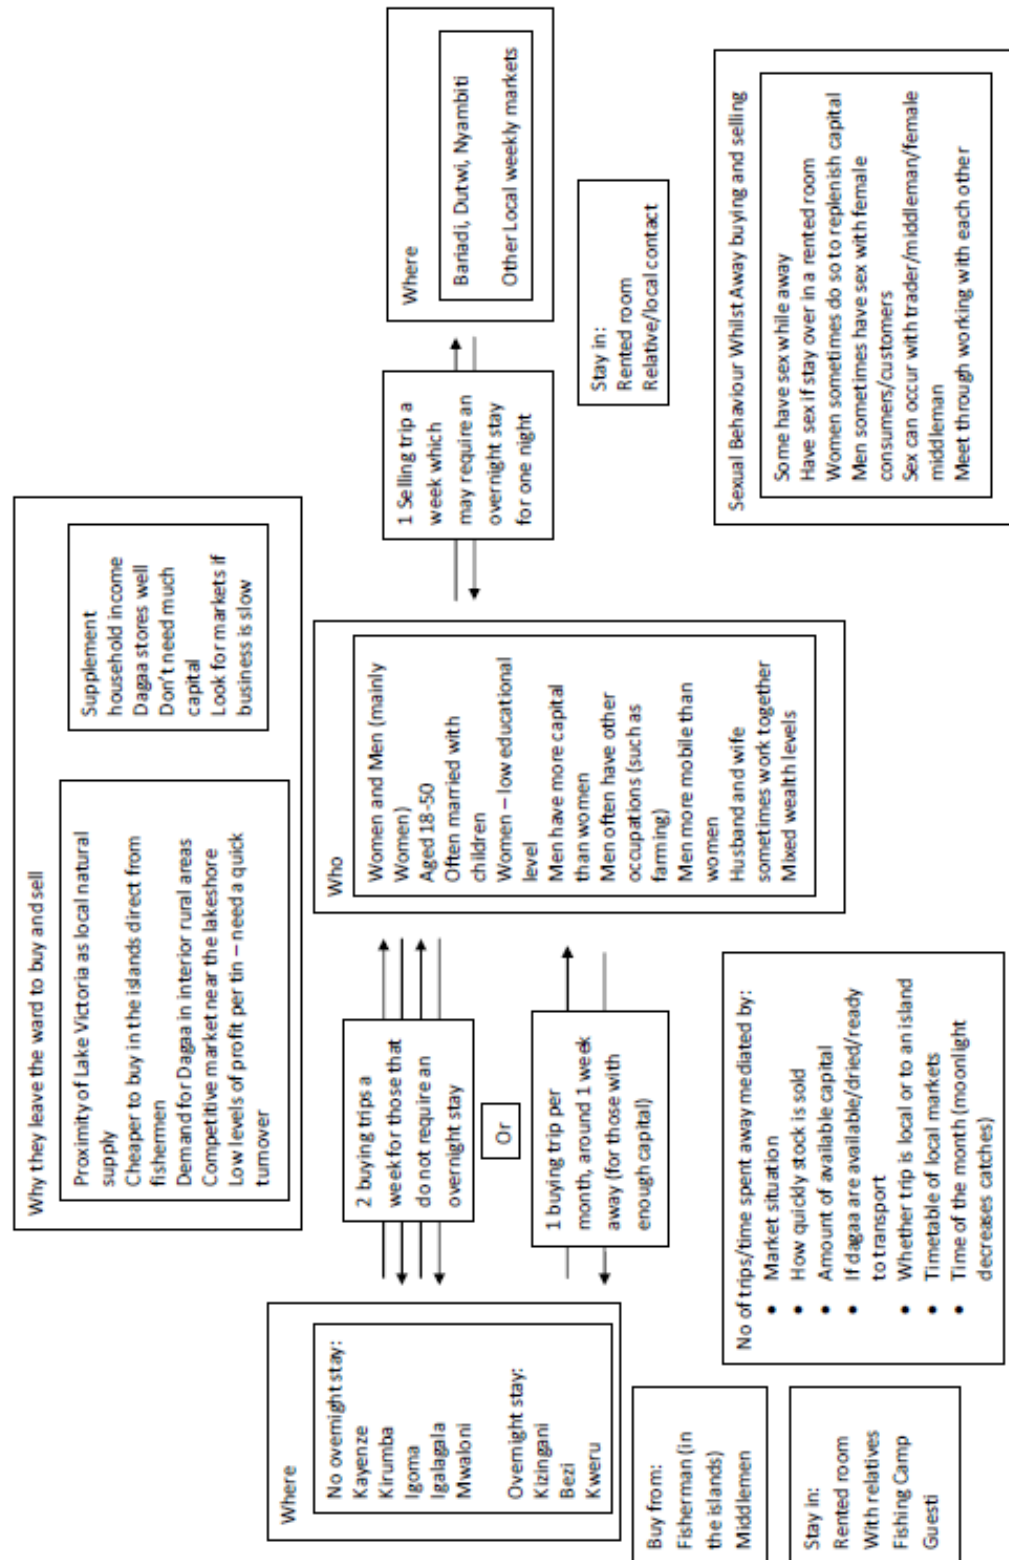 Why they leave the ward to buy and sell
Proximity of Lake Victoria as local natural
supply
Cheaper to buy in the islands direct from
fishermen
Demand for Dagaa in interior rural areas
Competitive market near the lakeshore
Low levels of profit per tin – need a quick
turnover
Supplement
household income
Dagaa stores well
Don't need much
capital
Look for markets if
business is slow
Where
No overnight stay:
Kayenze
Kirumba
Igoma
Igalagala
Mwaloni
Overnight stay:
Kizingani
Bezi
Kweru
2 buying trips a
week for those that
do not require an
overnight stay
Or
1 buying trip per
month, around 1 week
away (for those with
enough capital)
Who
Women and Men (mainly
Women)
Aged 18-50
Often married with
children
Women – low educational
level
Men have more capital
than women
Men often have other
occupations (such as
farming)
Men more mobile than
women
Husband and wife
sometimes work together
Mixed wealth levels
1 Selling trip a
week which
may require an
overnight stay
for one night
Where
Bariadi, Dutwi, Nyambiti
Other Local weekly markets
Stay in:
Rented room
Relative/local contact
Buy from:
Fisherman (in
the islands)
Middlemen
Stay in:
Rented room
With relatives
Fishing Camp
Guesti
No of trips/time spent away mediated by:
• Market situation
• How quickly stock is sold
• Amount of available capital
• If dagaa are available/dried/ready
to transport
• Whether trip is local or to an island
• Timetable of local markets
• Time of the month (moonlight
decreases catches)
Sexual Behaviour Whilst Away buying and selling
Some have sex while away
Have sex if stay over in a rented room
Women sometimes do so to replenish capital
Men sometimes have sex with female
consumers/customers
Sex can occur with trader/middleman/female
middleman
Meet through working with each other